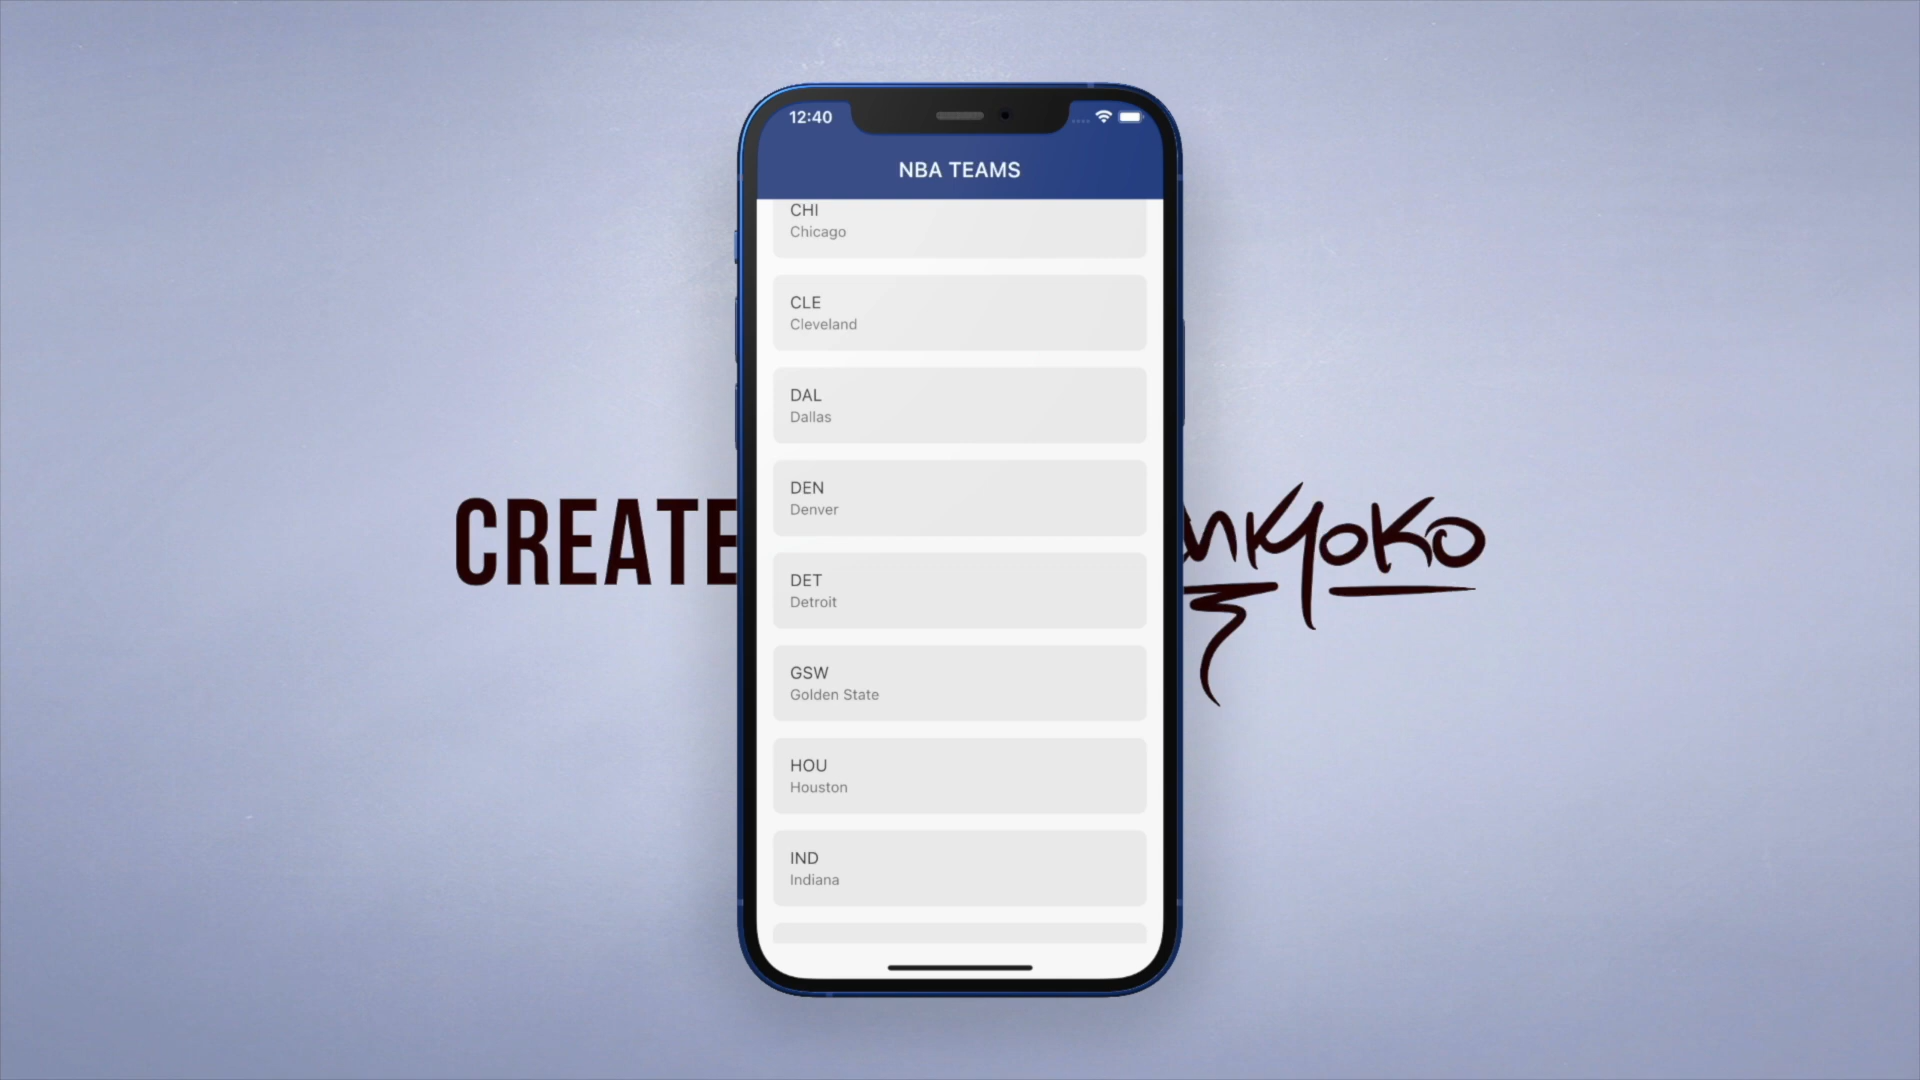 12:40
NBA TEAMS
CHI
Chicago
CLE
Cleveland
DAL
Dallas
DEN
Denver
DET
Detroit
GSW
Golden State
HOU
Houston
IND
Indiana
CREATE